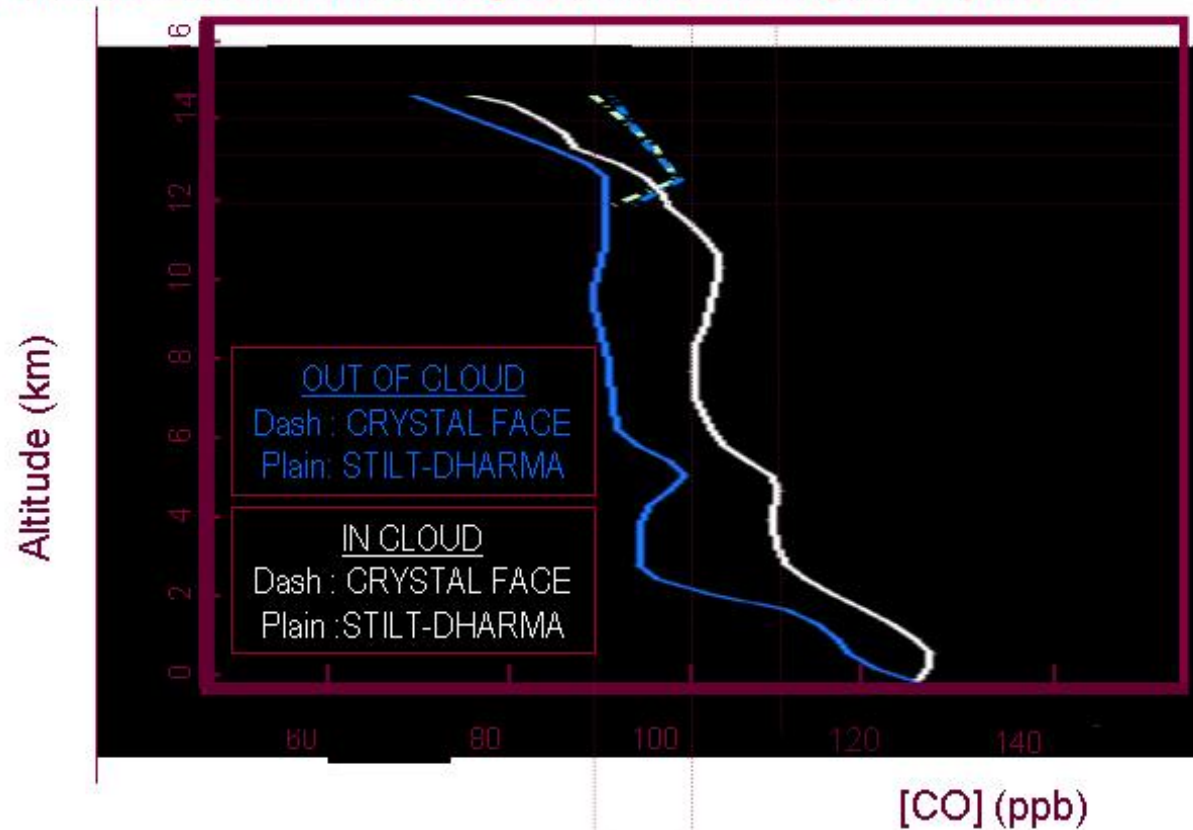 16
14
12
10
8
6
4
2
0
Altitude (km)
OUT OF CLOUD
Dash : CRYSTAL FACE
Plain: STILT-DHARMA
IN CLOUD
Dash : CRYSTAL FACE
Plain :STILT-DHARMA
60 80 100 120 140
[CO] (ppb)